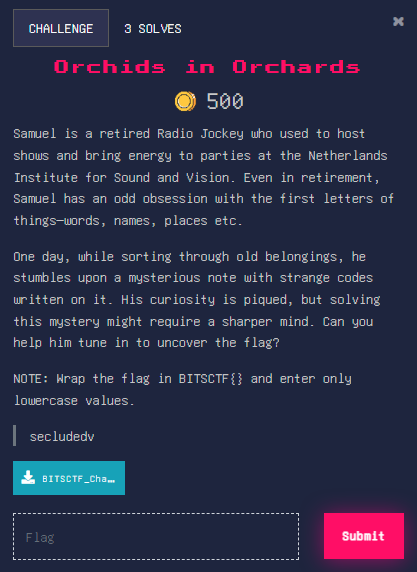 CHALLENGE
3 SOLVES
Orchids in Orchards
500
Samuel is a retired Radio Jockey who used to host
shows and bring energy to parties at the Netherlands
Institute for Sound and Vision. Even in retirement,
Samuel has an odd obsession with the first letters of
things—words, names, places etc.
One day, while sorting through old belongings, he
stumbles upon a mysterious note with strange codes
written on it. His curiosity is piqued, but solving
this mystery might require a sharper mind. Can you
help him tune in to uncover the flag?
NOTE: Wrap the flag in BITSCTF{} and enter only
lowercase values.
secludedv
BITSCTF_Cha…
Flag
Submit